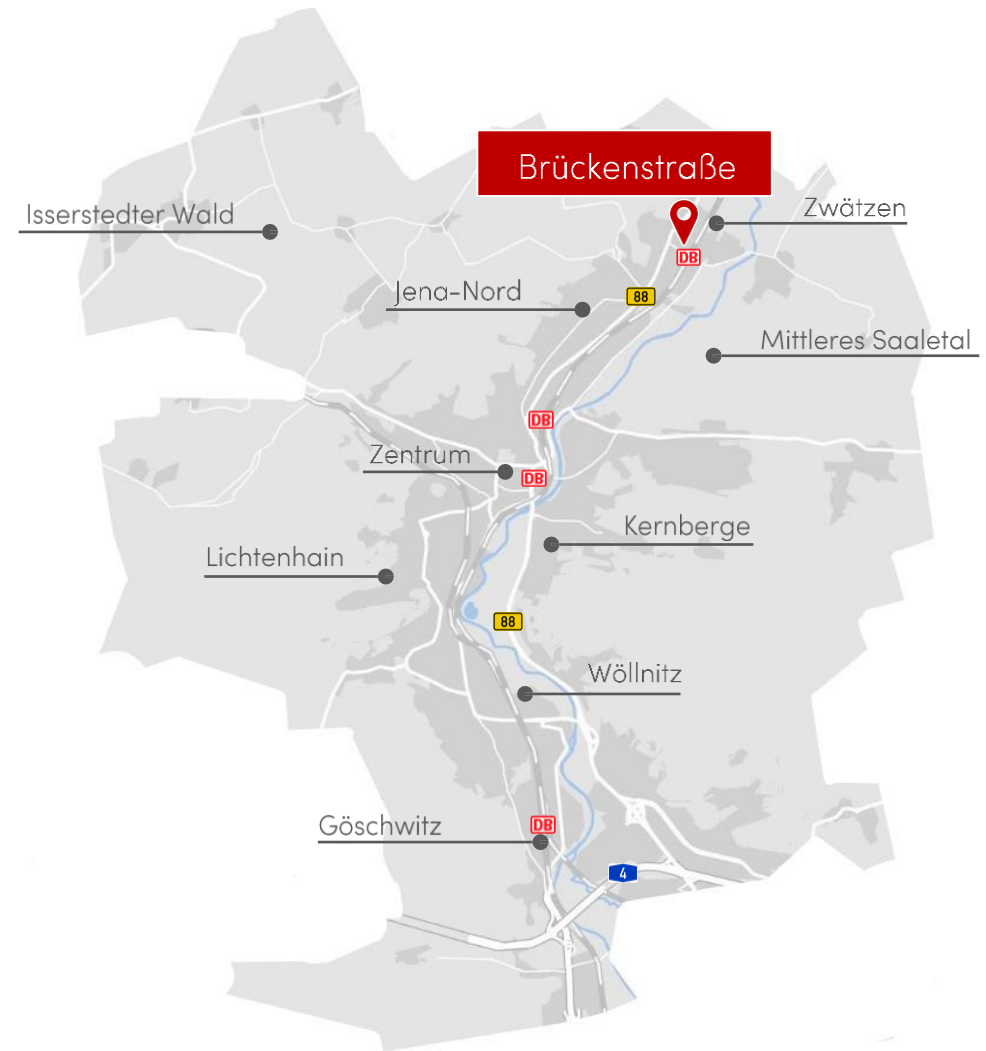 Brückenstraße
Isserstedter Wald
Zwätzen
DB
Jena-Nord
88
Mittleres Saaletal
DB
Zentrum
DB
Kernberge
Lichtenhain
88
Wöllnitz
Göschwitz
DB
4